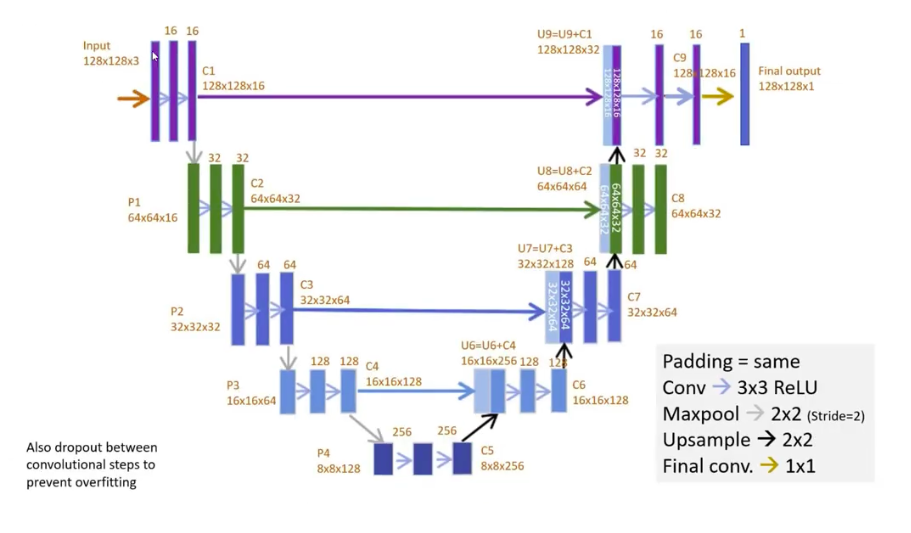 Input
128x128x3
16 16
C1
128x128x16
U9=U9+C1
128x128x32
128x128x16
128x128x16
16
16
C9
128x128x16
1
Final output
128x128x1
P1
64x64x16
32
32
C2
64x64x32
U8=U8+C2
64x64x64
64x64x32
64x64x32
32 32
C8
64x64x32
P2
32x32x32
64
64
C3
32x32x64
U7=U7+C3
32x32x128
32x32x64
32x32x64
64
64
C7
32x32x64
P3
16x16x64
128
128
C4
16x16x128
U6=U6+C4
16x16x256
128
128
C6
16x16x128
P4
8x8x128
256
256
C5
8x8x256
Also dropout between
convolutional steps to
prevent overfitting
Padding = same
Conv → 3x3 ReLU
Maxpool → 2x2 (Stride=2)
Upsample → 2x2
Final conv. → 1x1